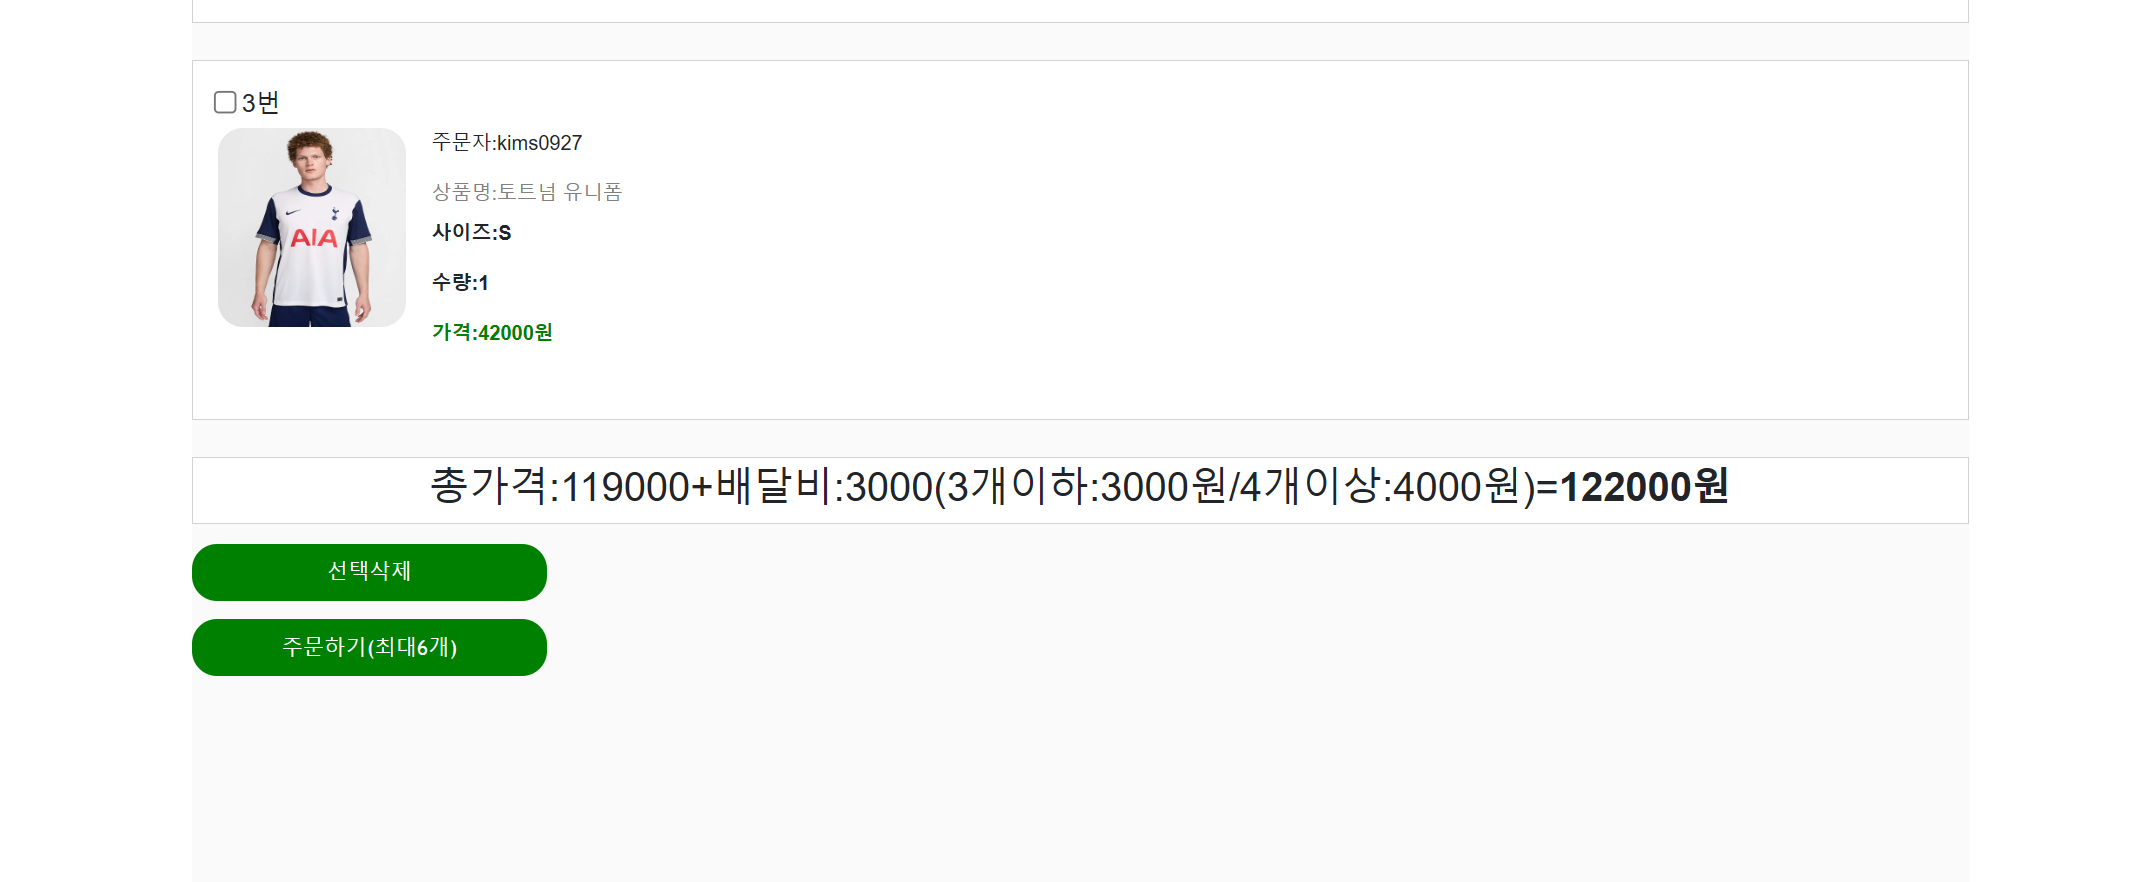 3번
주문자:kims0927
상품명:토트넘 유니폼
사이즈:S
수량:1
가격:42000원
AIA
총가격:119000+배달비:3000(3개이하:3000원/4개이상:4000원)=122000원
선택삭제
주문하기(최대6개)